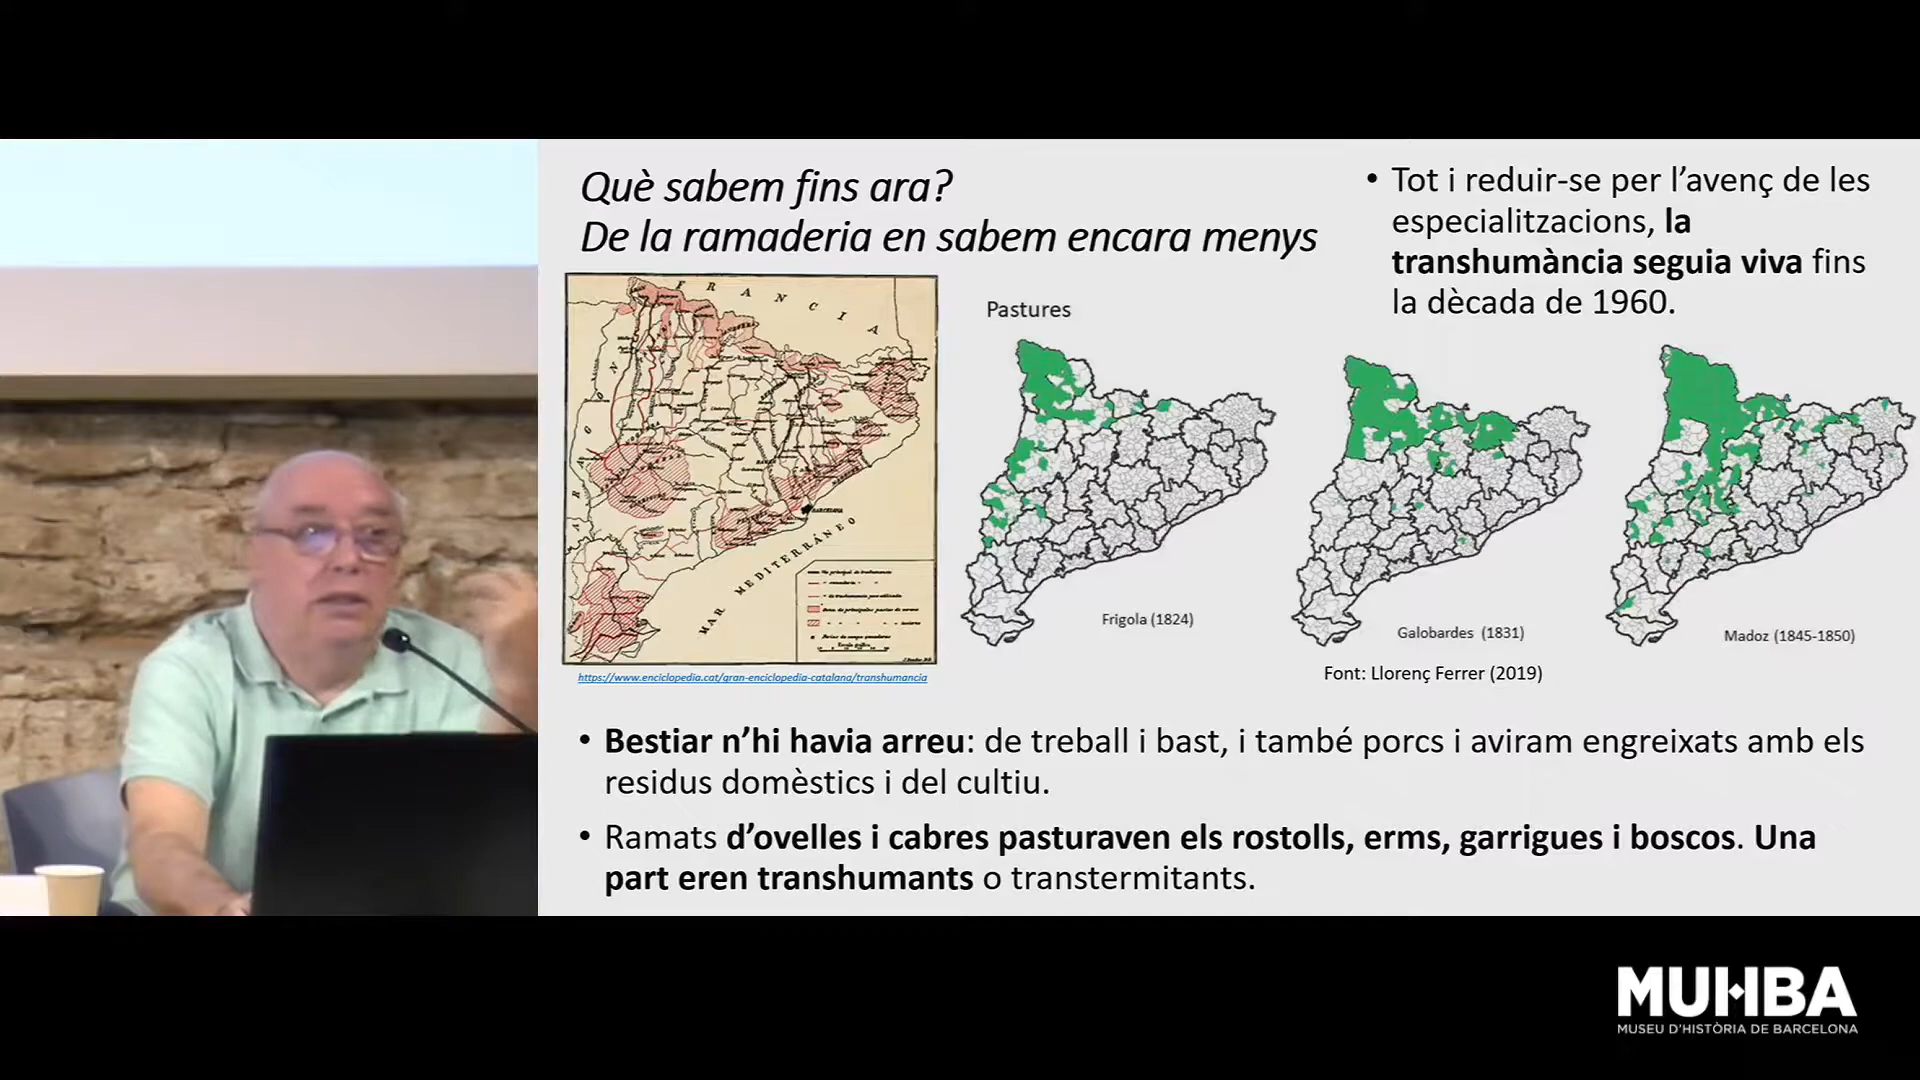 Què sabem fins ara?
De la ramaderia en sabem encara menys
• Tot i reduir-se per l'avenç de les
especialitzacions, la
transhumància seguia viva fins
la dècada de 1960.
FRANCIA
MAR MEDITERRÁNEO
BARCELONA
https://www.enciclopedia.cat/gran-enciclopedia-catalana/transhumancia
Pastures
Frigola (1824)
Galobardes (1831)
Madoz (1845-1850)
Font: Llorenç Ferrer (2019)
• Bestiar n'hi havia arreu: de treball i bast, i també porcs i aviram engreixats amb els
residus domèstics i del cultiu.
• Ramats d'ovelles i cabres pasturaven els rostolls, erms, garrigues i boscos. Una
part eren transhumants o transtermitants.
MUHBA
MUSEU D'HISTÒRIA DE BARCELONA